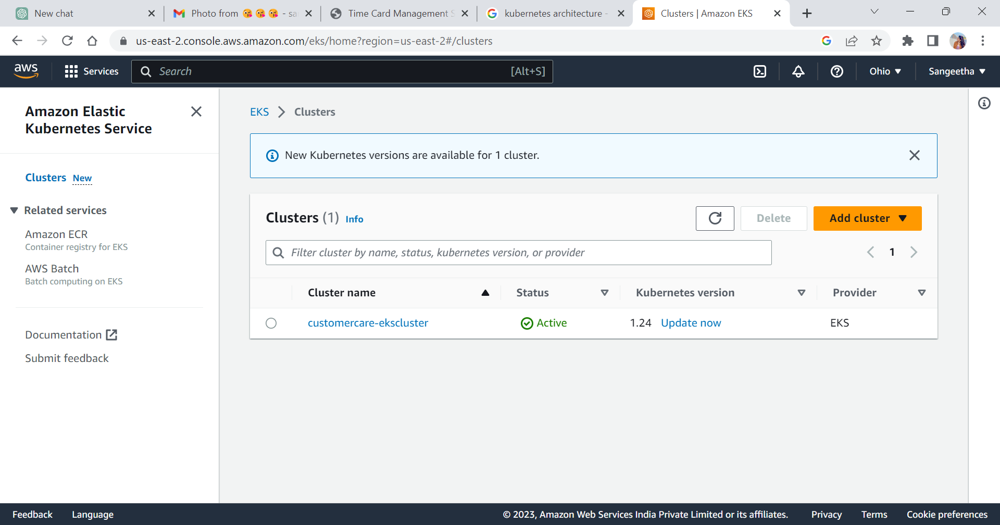 New chat
Photo from 😘 😘 😘 - sa
Time Card Management S
kubernetes architecture -
Clusters | Amazon EKS
us-east-2.console.aws.amazon.com/eks/home?region=us-east-2#/clusters
aws
Services
Search
[Alt+S]
Ohio
Sangeetha
Amazon Elastic
Kubernetes Service
Clusters New
Related services
Amazon ECR
Container registry for EKS
AWS Batch
Batch computing on EKS
Documentation
Submit feedback
EKS > Clusters
New Kubernetes versions are available for 1 cluster.
Clusters (1) Info
Delete
Add cluster
Filter cluster by name, status, kubernetes version, or provider
1
Cluster name Status Kubernetes version Provider
customercare-ekscluster Active 1.24 Update now EKS
Feedback Language © 2023, Amazon Web Services India Private Limited or its affiliates. Privacy Terms Cookie preferences